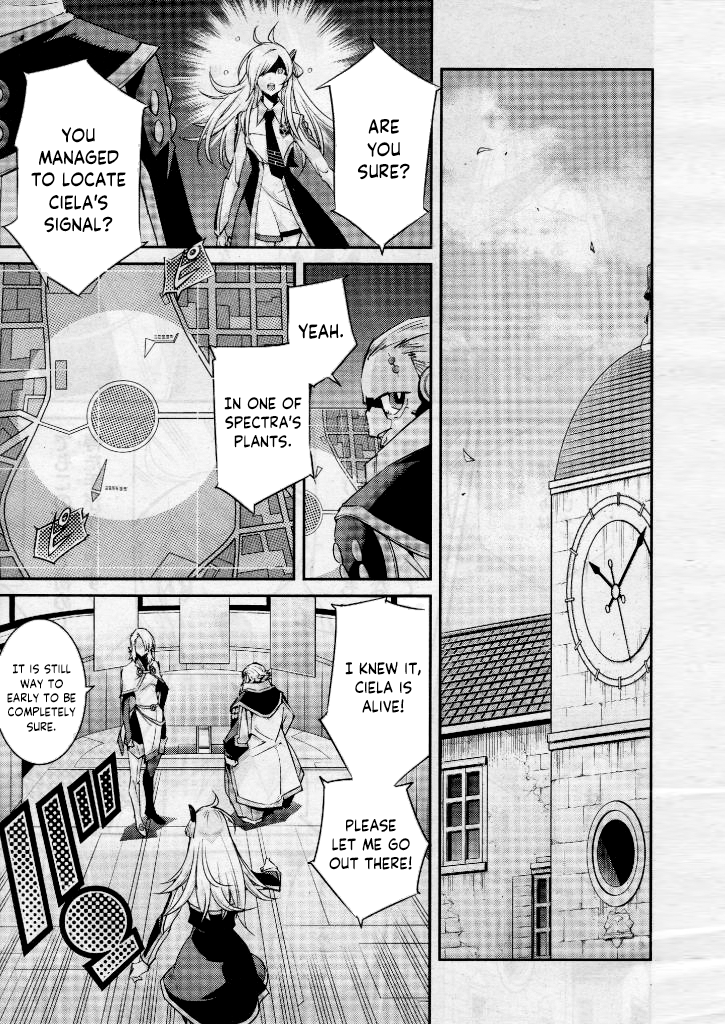 ARE
YOU
SURE?
YOU
MANAGED
TO LOCATE
CIELA'S
SIGNAL?
YEAH.
IN ONE OF
SPECTRA'S
PLANTS.
I KNEW IT,
CIELA IS
ALIVE!
PLEASE
LET ME GO
OUT THERE!
IT IS STILL
WAY TO
EARLY TO BE
COMPLETELY
SURE.